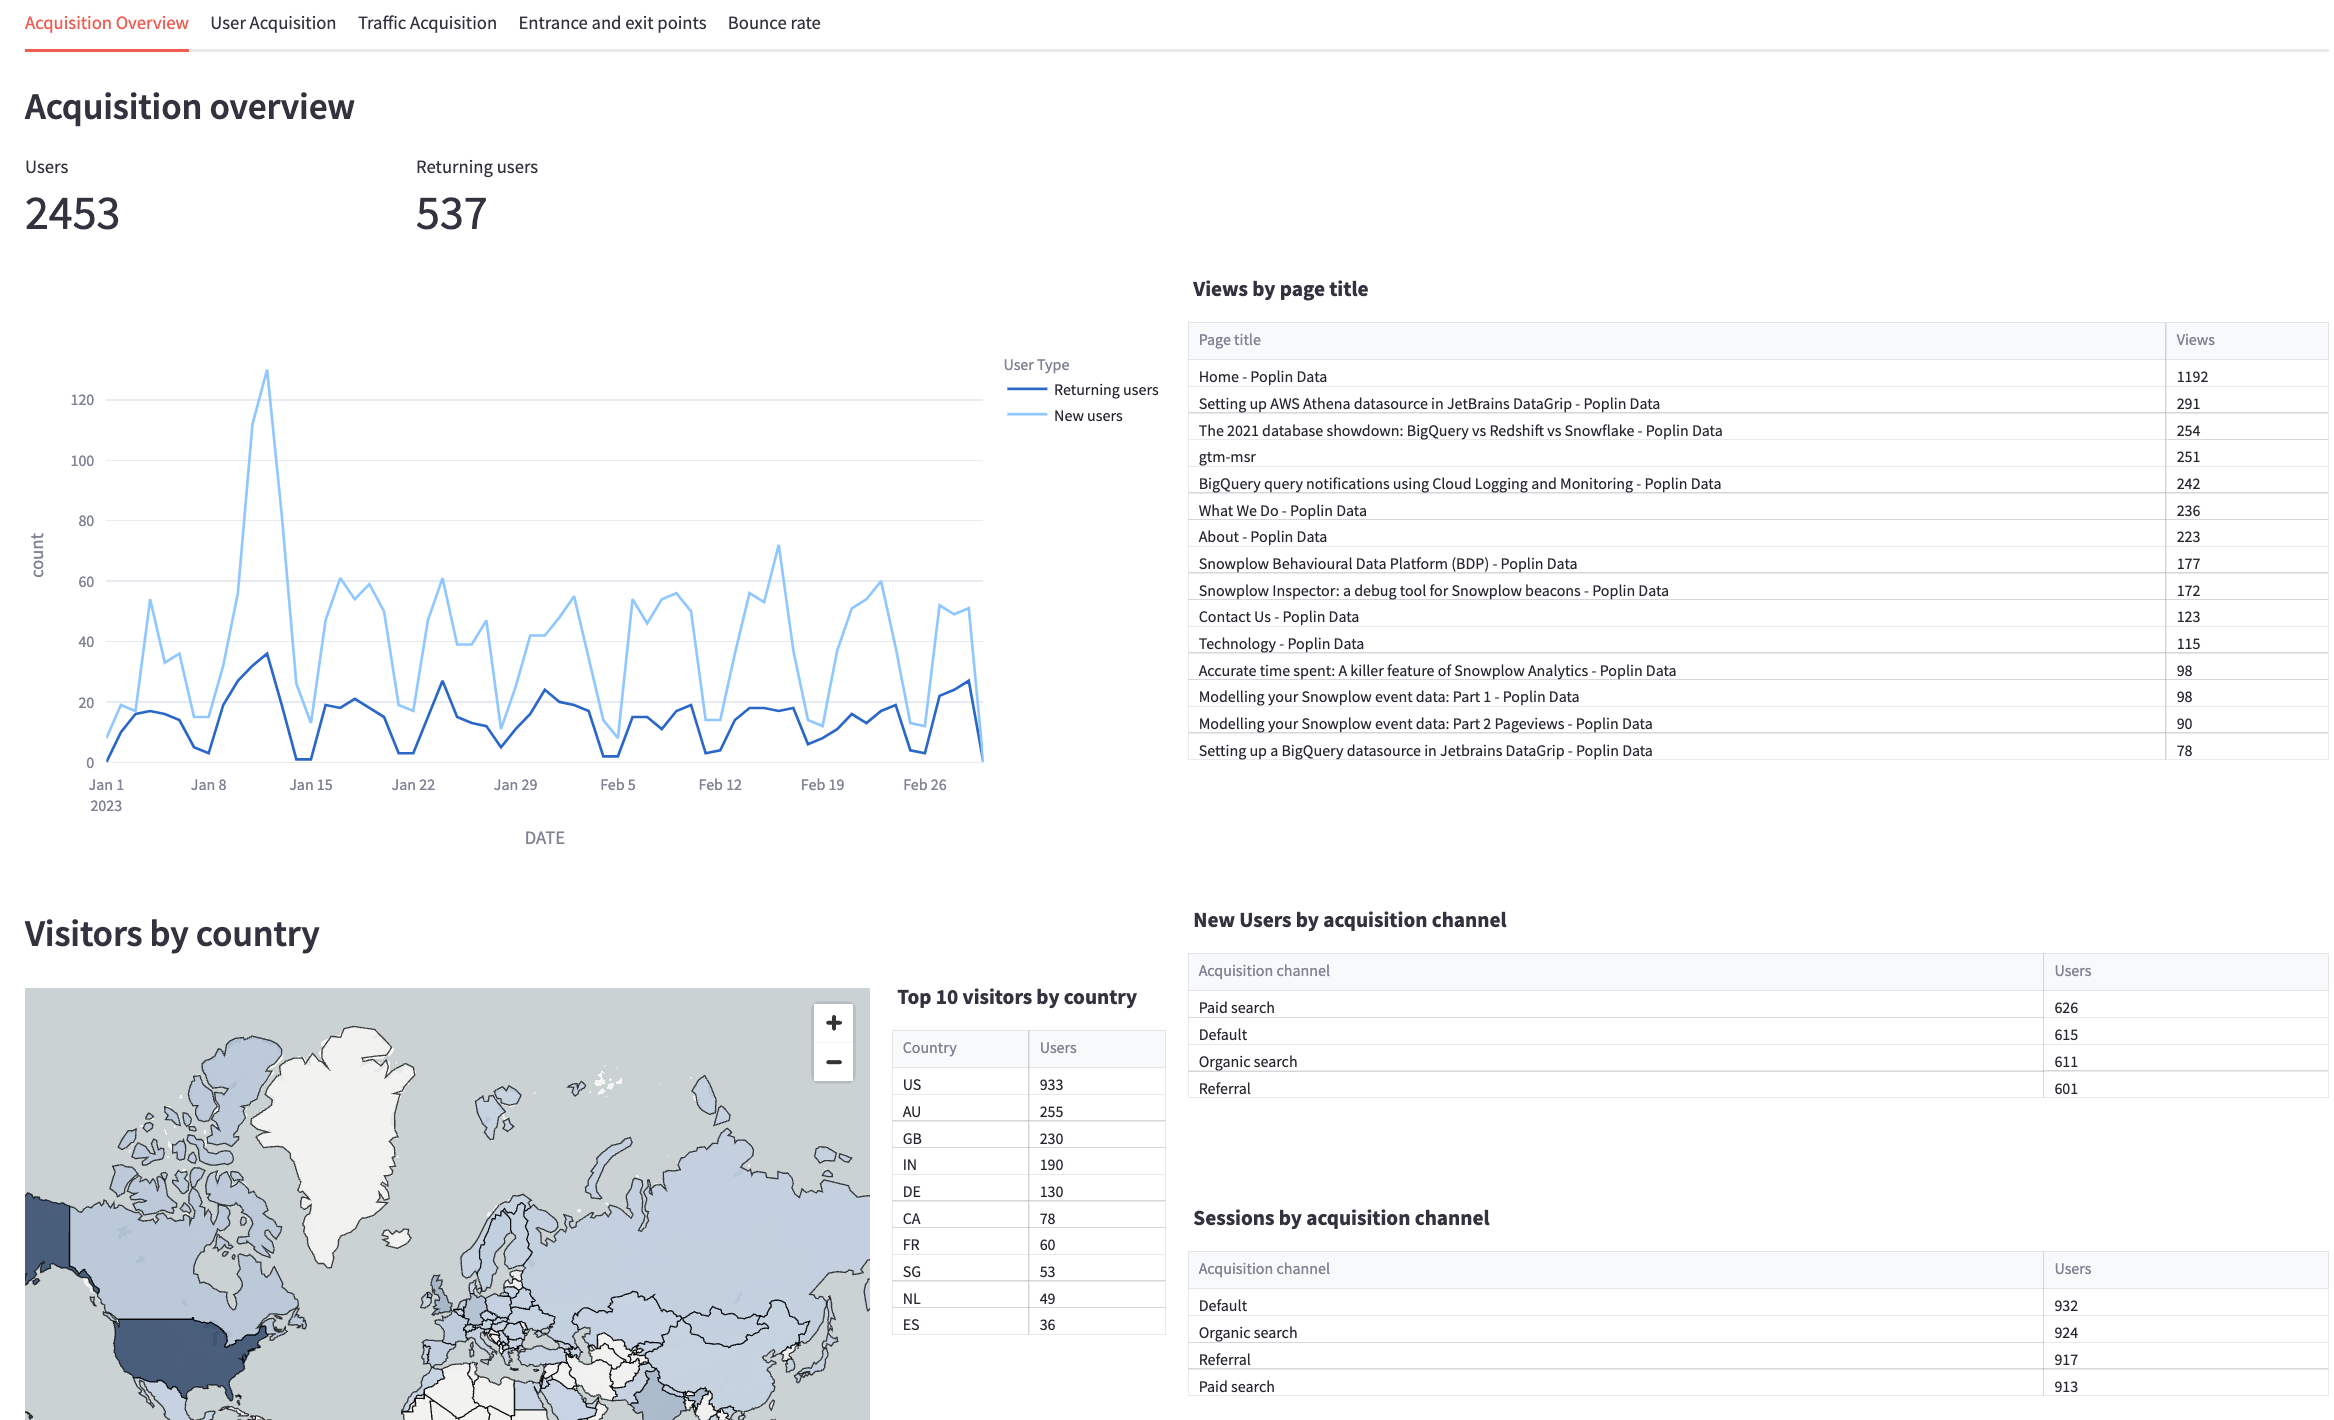 Acquisition Overview User Acquisition Traffic Acquisition Entrance and exit points Bounce rate
Acquisition overview
Users Returning users
2453 537
120
100
80
60
40
20
0
count
Jan 1 Jan 8 Jan 15 Jan 22 Jan 29 Feb 5 Feb 12 Feb 19 Feb 26
2023
DATE
User Type
Returning users
New users
Views by page title
Page title Views
Home - Poplin Data 1192
Setting up AWS Athena datasource in JetBrains DataGrip - Poplin Data 291
The 2021 database showdown: BigQuery vs Redshift vs Snowflake - Poplin Data 254
gtm-msr 251
BigQuery query notifications using Cloud Logging and Monitoring - Poplin Data 242
What We Do - Poplin Data 236
About - Poplin Data 223
Snowplow Behavioural Data Platform (BDP) - Poplin Data 177
Snowplow Inspector: a debug tool for Snowplow beacons - Poplin Data 172
Contact Us - Poplin Data 123
Technology - Poplin Data 115
Accurate time spent: A killer feature of Snowplow Analytics - Poplin Data 98
Modelling your Snowplow event data: Part 1 - Poplin Data 98
Modelling your Snowplow event data: Part 2 Pageviews - Poplin Data 90
Setting up a BigQuery datasource in Jetbrains DataGrip - Poplin Data 78
Visitors by country
+
−
Top 10 visitors by country
Country Users
US 933
AU 255
GB 230
IN 190
DE 130
CA 78
FR 60
SG 53
NL 49
ES 36
New Users by acquisition channel
Acquisition channel Users
Paid search 626
Default 615
Organic search 611
Referral 601
Sessions by acquisition channel
Acquisition channel Users
Default 932
Organic search 924
Referral 917
Paid search 913